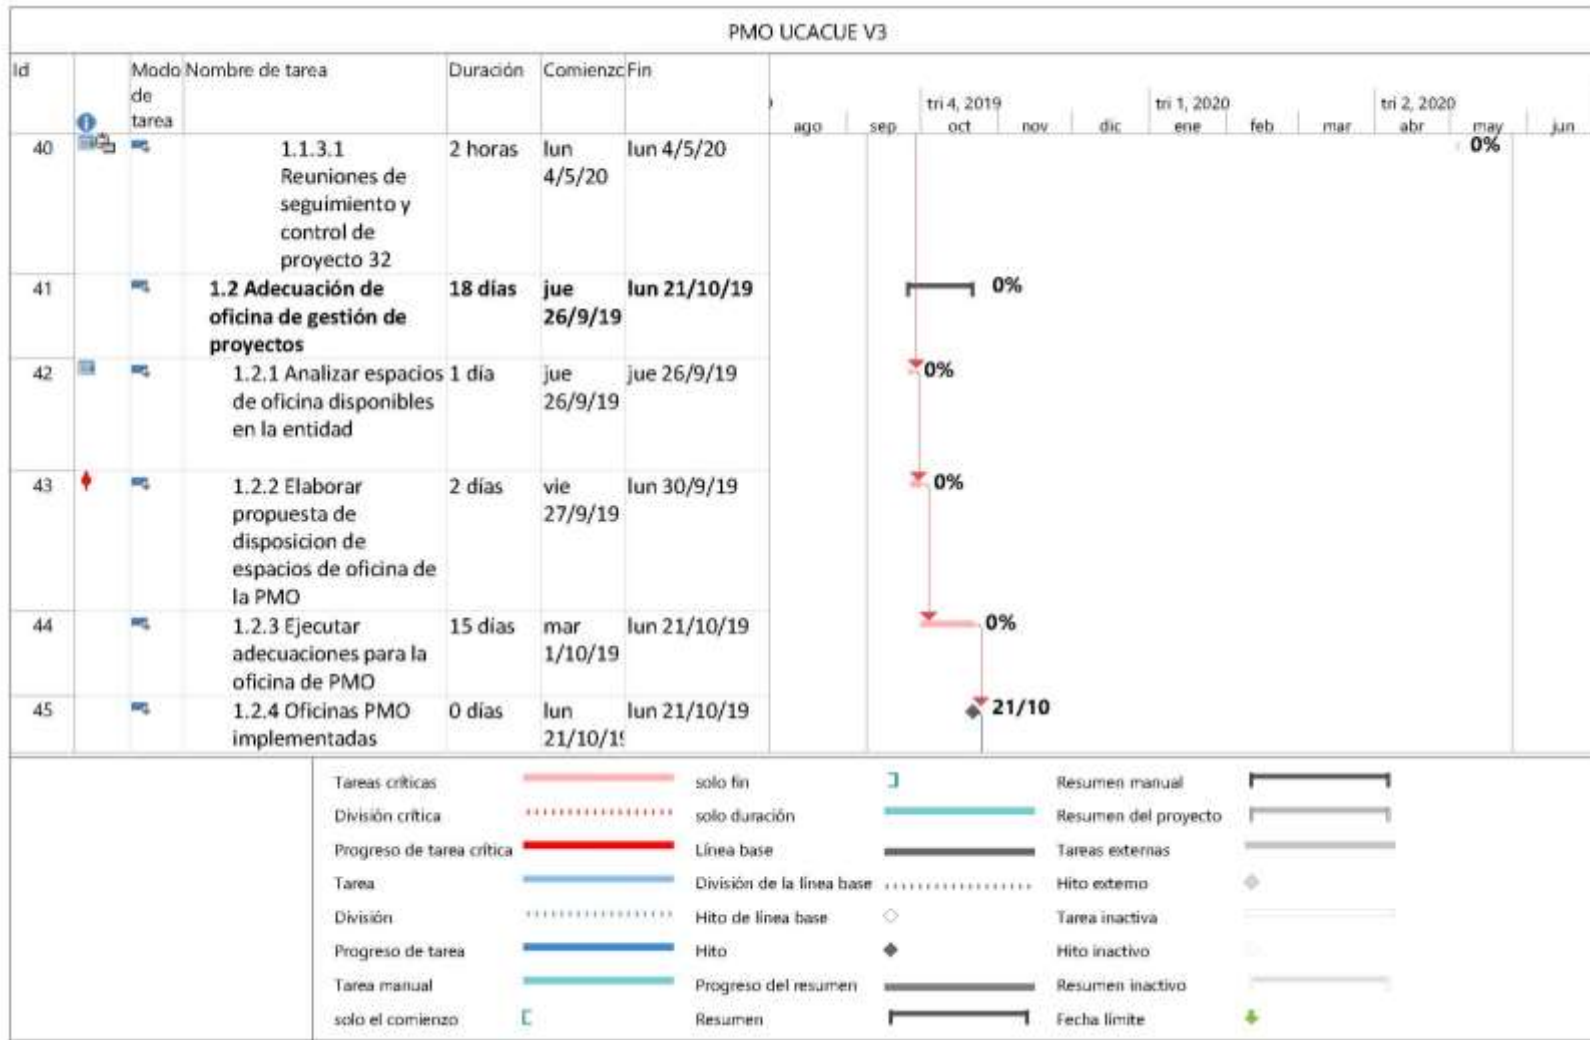 PMO UCACUE V3
Id
Modo de tarea
Nombre de tarea
Duración
Comienzo
Fin
tri 4, 2019
tri 1, 2020
tri 2, 2020
ago sep oct nov dic ene feb mar abr may jun
40
1.1.3.1
Reuniones de
seguimiento y
control de
proyecto 32
2 horas
lun
4/5/20
lun 4/5/20
0%
41
1.2 Adecuación de
oficina de gestión de
proyectos
18 días
jue
26/9/19
lun 21/10/19
0%
42
1.2.1 Analizar espacios
de oficina disponibles
en la entidad
1 día
jue
26/9/19
jue 26/9/19
0%
43
1.2.2 Elaborar
propuesta de
disposicion de
espacios de oficina de
la PMO
2 días
vie
27/9/19
lun 30/9/19
0%
44
1.2.3 Ejecutar
adecuaciones para la
oficina de PMO
15 días
mar
1/10/19
lun 21/10/19
0%
45
1.2.4 Oficinas PMO
implementadas
0 días
lun
21/10/19
lun 21/10/19
21/10
Tareas críticas
División crítica
Progreso de tarea crítica
Tarea
División
Progreso de tarea
Tarea manual
solo el comienzo
solo fin
solo duración
Línea base
División de la línea base
Hito de línea base
Hito
Progreso del resumen
Resumen
Resumen manual
Resumen del proyecto
Tareas externas
Hito externo
Tarea inactiva
Hito inactivo
Resumen inactivo
Fecha límite